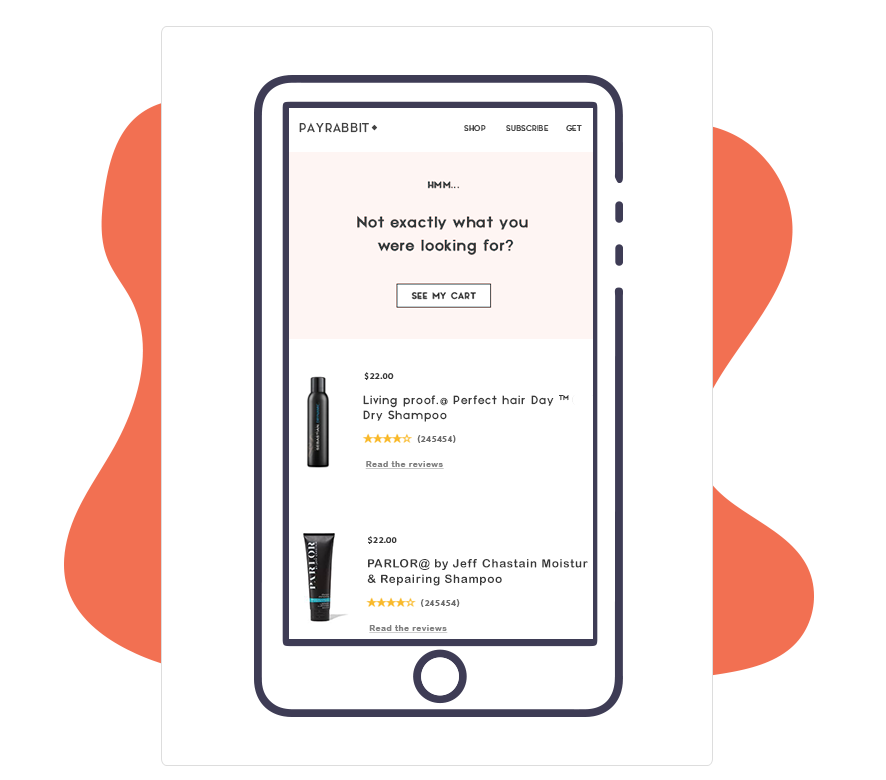 PAYRABBIT
SHOP SUBSCRIBE GET
HMM...
Not exactly what you
were looking for?
SEE MY CART
$22.00
Living proof.@ Perfect hair Day ™
Dry Shampoo
(245454)
Read the reviews
SEBASTIAN
$22.00
PARLOR@ by Jeff Chastain Moistur
& Repairing Shampoo
(245454)
Read the reviews
PARLOR